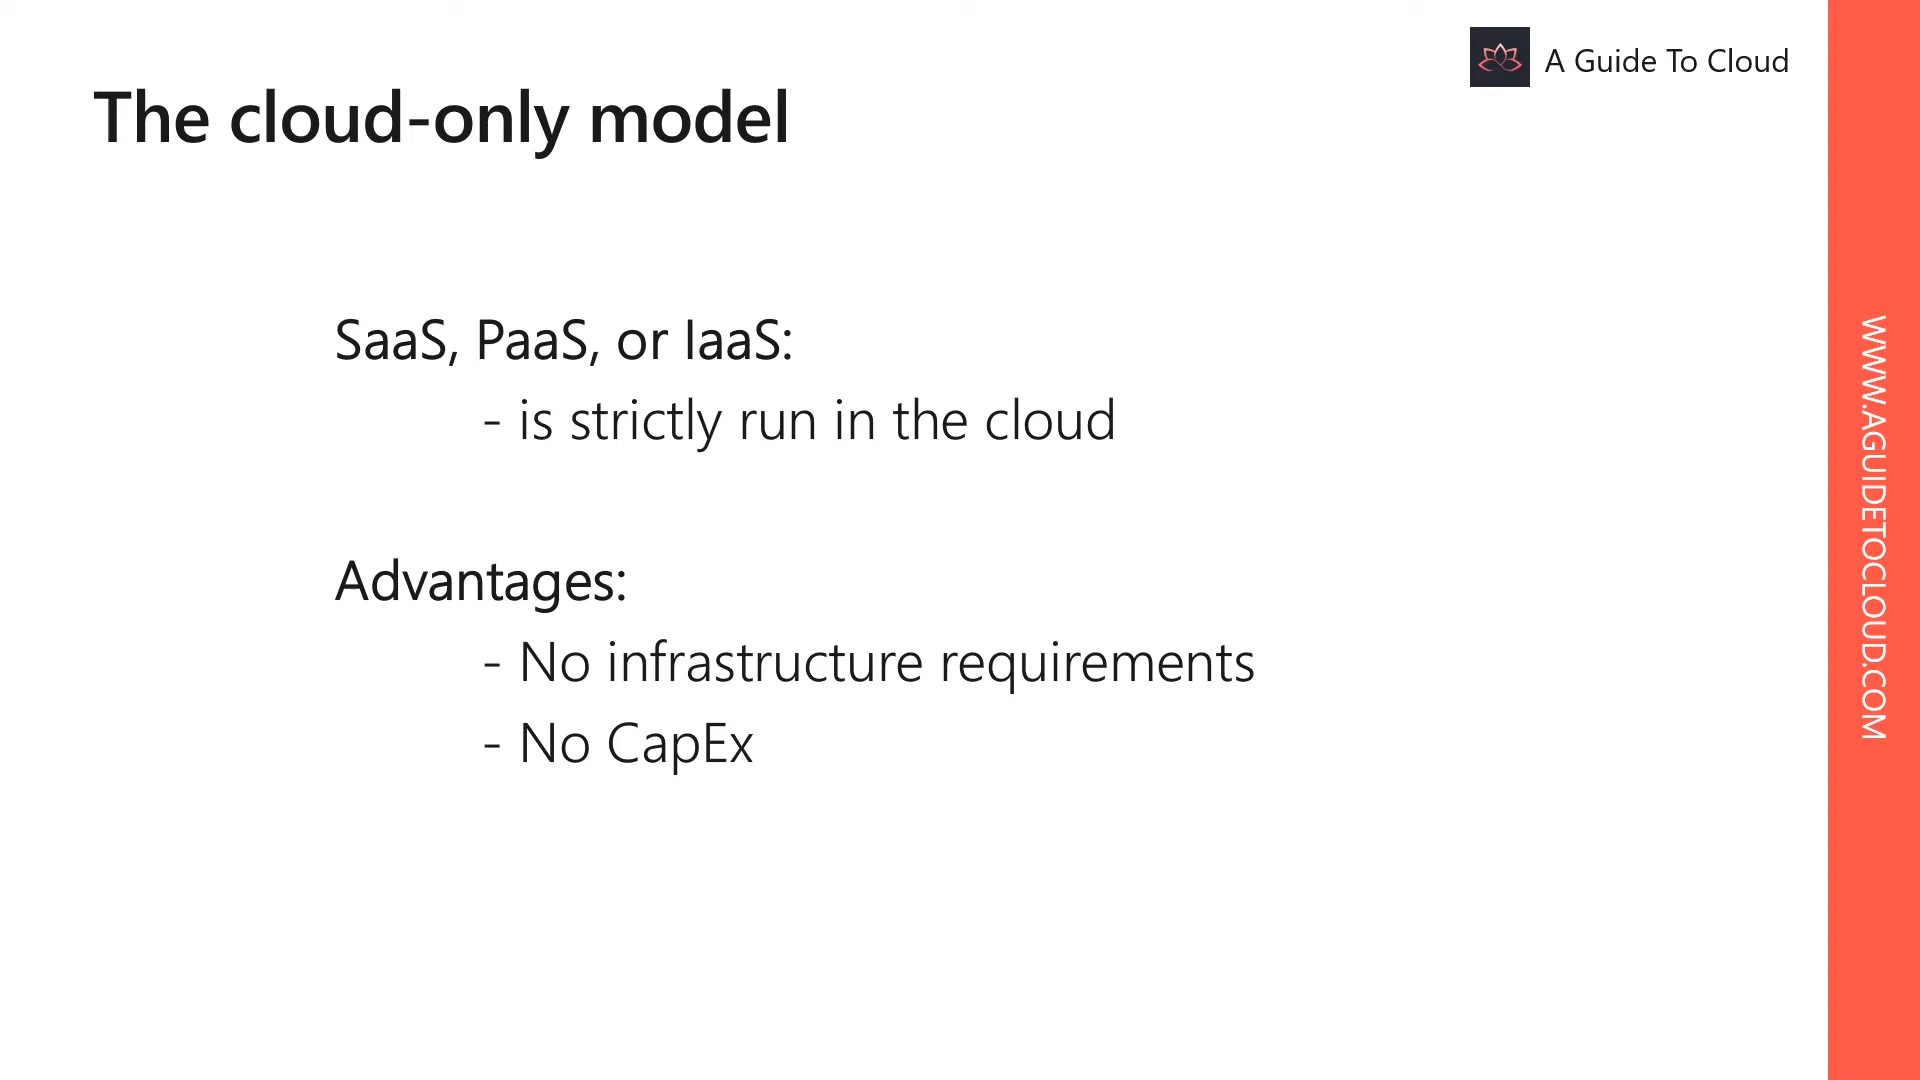 A Guide To Cloud
The cloud-only model
SaaS, PaaS, or IaaS:
- is strictly run in the cloud
Advantages:
- No infrastructure requirements
- No CapEx
WWW.AGUIDETOCLOUD.COM